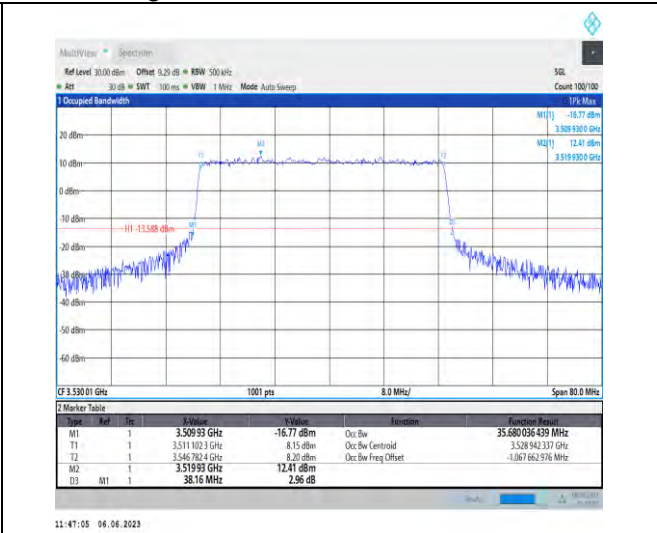 MultiView Spectrum
Ref Level 30.00 dBm Offset 9.29 dB RBW 500 kHz SGL
Att 30 dB SWT 100 ms VBW 1 MHz Mode Auto Sweep Count 100/100
1 Occupied Bandwidth 1Pk Max
M1[1] -16.77 dBm
3.509 9300 GHz
20 dBm
M2[1] 12.41 dBm
3.519 9300 GHz
M2
T1 T2
10 dBm
0 dBm
-10 dBm
M1 D3
H1 -13.588 dBm
-20 dBm
-30 dBm
-40 dBm
-50 dBm
-60 dBm
CF 3.530 01 GHz 1001 pts 8.0 MHz/ Span 80.0 MHz
2 Marker Table
Type Ref Trc X-Value Y-Value Function Function Result
M1 1 3.509 93 GHz -16.77 dBm Occ Bw 35.680 036 439 MHz
T1 1 3.511 102 3 GHz 8.15 dBm Occ Bw Centroid 3.528 942 337 GHz
T2 1 3.546 782 4 GHz 8.20 dBm Occ Bw Freq Offset -1.067 662 976 MHz
M2 1 3.519 93 GHz 12.41 dBm
D3 M1 1 38.16 MHz 2.96 dB
11:47:05 06.06.2023